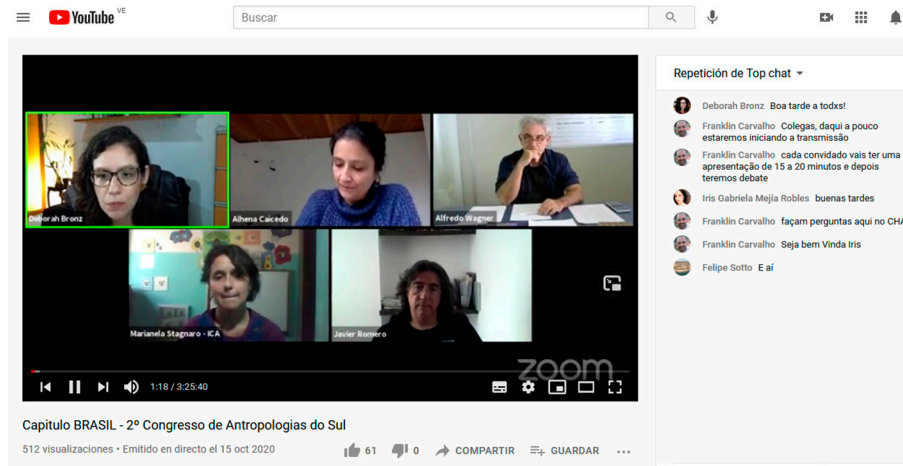 YouTube VE
Buscar
Deborah Bronz
Alhena Caicedo
Alfredo Wagner
Marianela Stagnaro - ICA
Javier Romero
zoom
1:18 / 3:25:40
Capitulo BRASIL - 2º Congresso de Antropologias do Sul
512 visualizaciones • Emitido en directo el 15 oct 2020
61
0
COMPARTIR
GUARDAR
Repetición de Top chat
Deborah Bronz Boa tarde a todxs!
Franklin Carvalho Colegas, daqui a pouco
estaremos iniciando a transmissão
Franklin Carvalho cada convidado vais ter uma
apresentação de 15 a 20 minutos e depois
teremos debate
Iris Gabriela Mejía Robles buenas tardes
Franklin Carvalho façam perguntas aqui no CHA
Franklin Carvalho Seja bem Vinda Iris
Felipe Sotto E aí